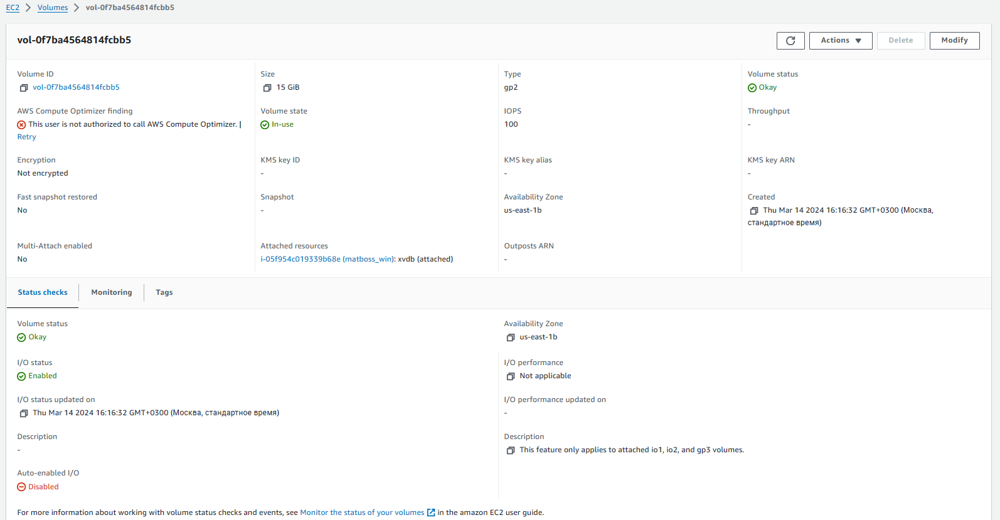 EC2 > Volumes > vol-0f7ba4564814fcbb5
vol-0f7ba4564814fcbb5
Actions
Delete
Modify
Volume ID
vol-0f7ba4564814fcbb5
Size
15 GiB
Type
gp2
Volume status
Okay
AWS Compute Optimizer finding
This user is not authorized to call AWS Compute Optimizer. |
Retry
Volume state
In-use
IOPS
100
Throughput
-
Encryption
Not encrypted
KMS key ID
-
KMS key alias
-
KMS key ARN
-
Fast snapshot restored
No
Snapshot
-
Availability Zone
us-east-1b
Created
Thu Mar 14 2024 16:16:32 GMT+0300 (Москва,
стандартное время)
Multi-Attach enabled
No
Attached resources
i-05f954c019339b68e (matboss_win): xvdb (attached)
Outposts ARN
-
Status checks
Monitoring
Tags
Volume status
Okay
Availability Zone
us-east-1b
I/O status
Enabled
I/O performance
Not applicable
I/O status updated on
Thu Mar 14 2024 16:16:32 GMT+0300 (Москва, стандартное время)
I/O performance updated on
-
Description
-
Description
This feature only applies to attached io1, io2, and gp3 volumes.
Auto-enabled I/O
Disabled
For more information about working with volume status checks and events, see Monitor the status of your volumes in the amazon EC2 user guide.